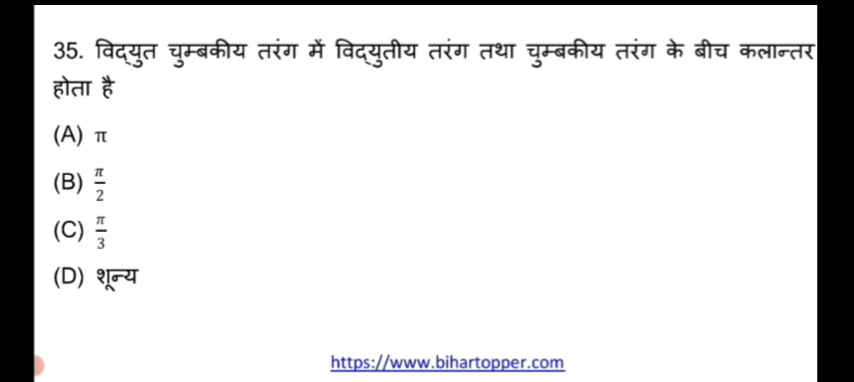 35. विद्युत चुम्बकीय तरंग में विद्युतीय तरंग तथा चुम्बकीय तरंग के बीच कलान्तर
होता है
(A) π
(B) π/2
(C) π/3
(D) शून्य
https://www.bihartopper.com